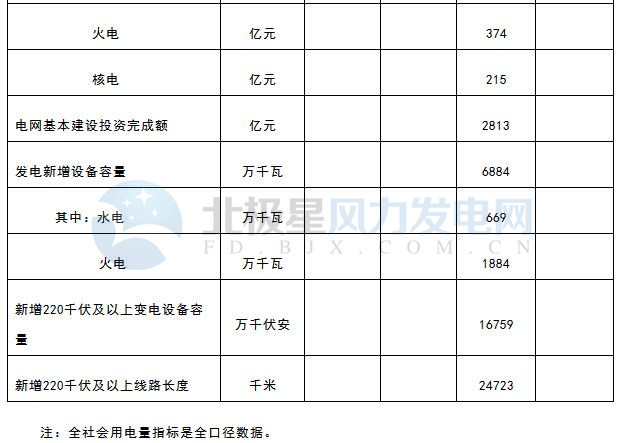 火电 亿元 374
核电 亿元 215
电网基本建设投资完成额 亿元 2813
发电新增设备容量 万千瓦 6884
其中：水电 万千瓦 669
北极星风力发电网
FD.BJX.COM.CN
火电 万千瓦 1884
新增220千伏及以上变电设备容
量 万千伏安 16759
新增220千伏及以上线路长度 千米 24723
注：全社会用电量指标是全口径数据。